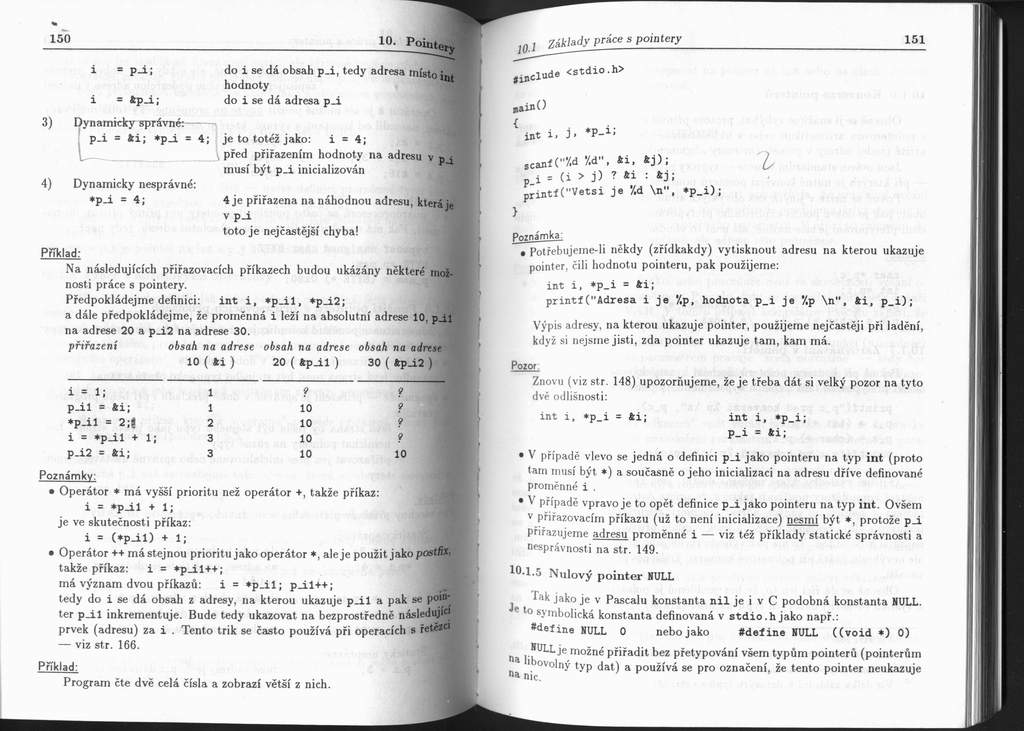 150
10. Pointery
i = p_i; do i se dá obsah p_i, tedy adresa místo int
hodnoty
i = &p_i; do i se dá adresa p_i
3) Dynamicky správné:
p_i = &i; *p_i = 4; je to totéž jako: i = 4;
před přiřazením hodnoty na adresu v p_i
musí být p_i inicializován
4) Dynamicky nesprávné:
*p_i = 4; 4 je přiřazena na náhodnou adresu, která je
v p_i
toto je nejčastější chyba!
Příklad:
Na následujících přiřazovacích příkazech budou ukázány některé mož-
nosti práce s pointery.
Předpokládejme definici: int i, *p_i1, *p_i2;
a dále předpokládejme, že proměnná i leží na absolutní adrese 10, p_i1
na adrese 20 a p_i2 na adrese 30.
přiřazení obsah na adrese obsah na adrese obsah na adrese
10 ( &i ) 20 ( &p_i1 ) 30 ( &p_i2 )
i = 1; 1 ? ?
p_i1 = &i; 1 10 ?
*p_i1 = 2; 2 10 ?
i = *p_i1 + 1; 3 10 ?
p_i2 = &i; 3 10 10
Poznámky:
• Operátor * má vyšší prioritu než operátor +, takže příkaz:
i = *p_i1 + 1;
je ve skutečnosti příkaz:
i = (*p_i1) + 1;
• Operátor ++ má stejnou prioritu jako operátor *, ale je použit jako postfix,
takže příkaz: i = *p_i1++;
má význam dvou příkazů: i = *p_i1; p_i1++;
tedy do i se dá obsah z adresy, na kterou ukazuje p_i1 a pak se poin-
ter p_i1 inkrementuje. Bude tedy ukazovat na bezprostředně následující
prvek (adresu) za i . Tento trik se často používá při operacích s řetězci
— viz str. 166.
Příklad:
Program čte dvě celá čísla a zobrazí větší z nich.
10.1 Základy práce s pointery
151
#include <stdio.h>
main()
{
int i, j, *p_i;
scanf("%d %d", &i, &j);
p_i = (i > j) ? &i : &j;
printf("Vetsi je %d \n", *p_i);
}
Poznámka:
• Potřebujeme-li někdy (zřídkakdy) vytisknout adresu na kterou ukazuje
pointer, čili hodnotu pointeru, pak použijeme:
int i, *p_i = &i;
printf("Adresa i je %p, hodnota p_i je %p \n", &i, p_i);
Výpis adresy, na kterou ukazuje pointer, použijeme nejčastěji při ladění,
když si nejsme jisti, zda pointer ukazuje tam, kam má.
Pozor:
Znovu (viz str. 148) upozorňujeme, že je třeba dát si velký pozor na tyto
dvě odlišnosti:
int i, *p_i = &i; int i, *p_i;
p_i = &i;
• V případě vlevo se jedná o definici p_i jako pointeru na typ int (proto
tam musí být *) a současně o jeho inicializaci na adresu dříve definované
proměnné i .
• V případě vpravo je to opět definice p_i jako pointeru na typ int. Ovšem
v přiřazovacím příkazu (už to není inicializace) nesmí být *, protože p_i
přiřazujeme adresu proměnné i — viz též příklady statické správnosti a
nesprávnosti na str. 149.
10.1.5 Nulový pointer NULL
Tak jako je v Pascalu konstanta nil je i v C podobná konstanta NULL.
Je to symbolická konstanta definovaná v stdio.h jako např.:
#define NULL 0 nebo jako #define NULL ((void *) 0)
NULL je možné přiřadit bez přetypování všem typům pointerů (pointerům
na libovolný typ dat) a používá se pro označení, že tento pointer neukazuje
na nic.